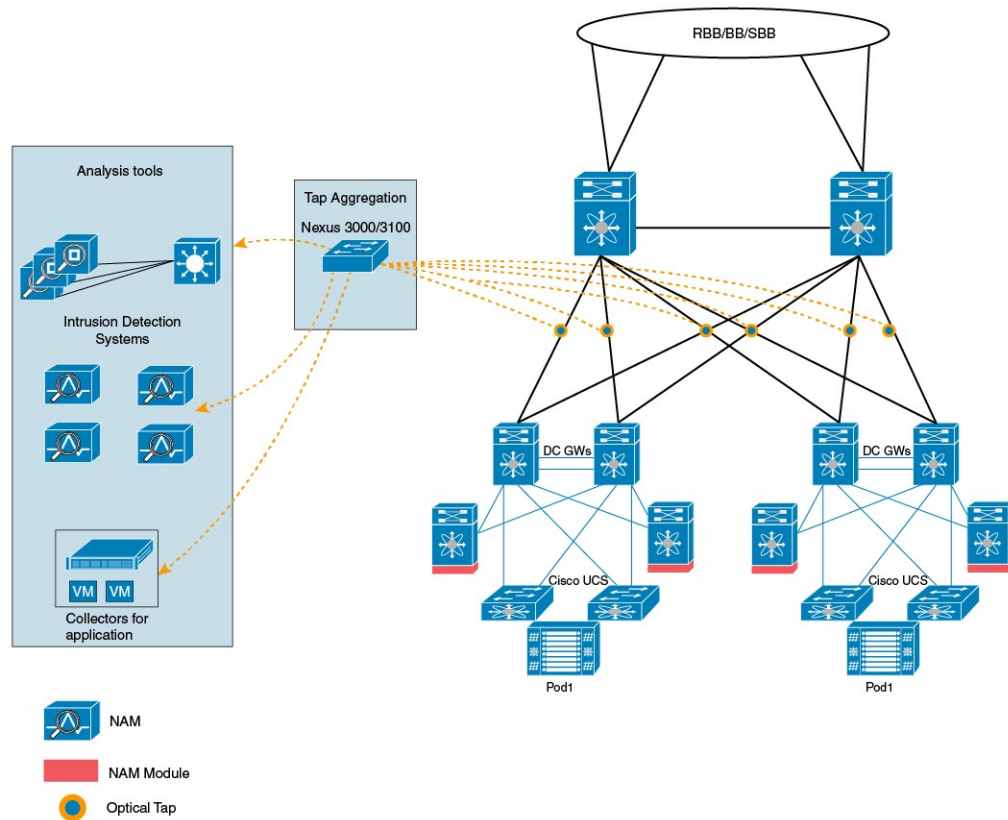 RBB/BB/SBB
Analysis tools
Tap Aggregation
Nexus 3000/3100
Intrusion Detection
Systems
DC GWs
DC GWs
Cisco UCS
Cisco UCS
VM
VM
Collectors for
application
Pod1
Pod1
NAM
NAM Module
Optical Tap